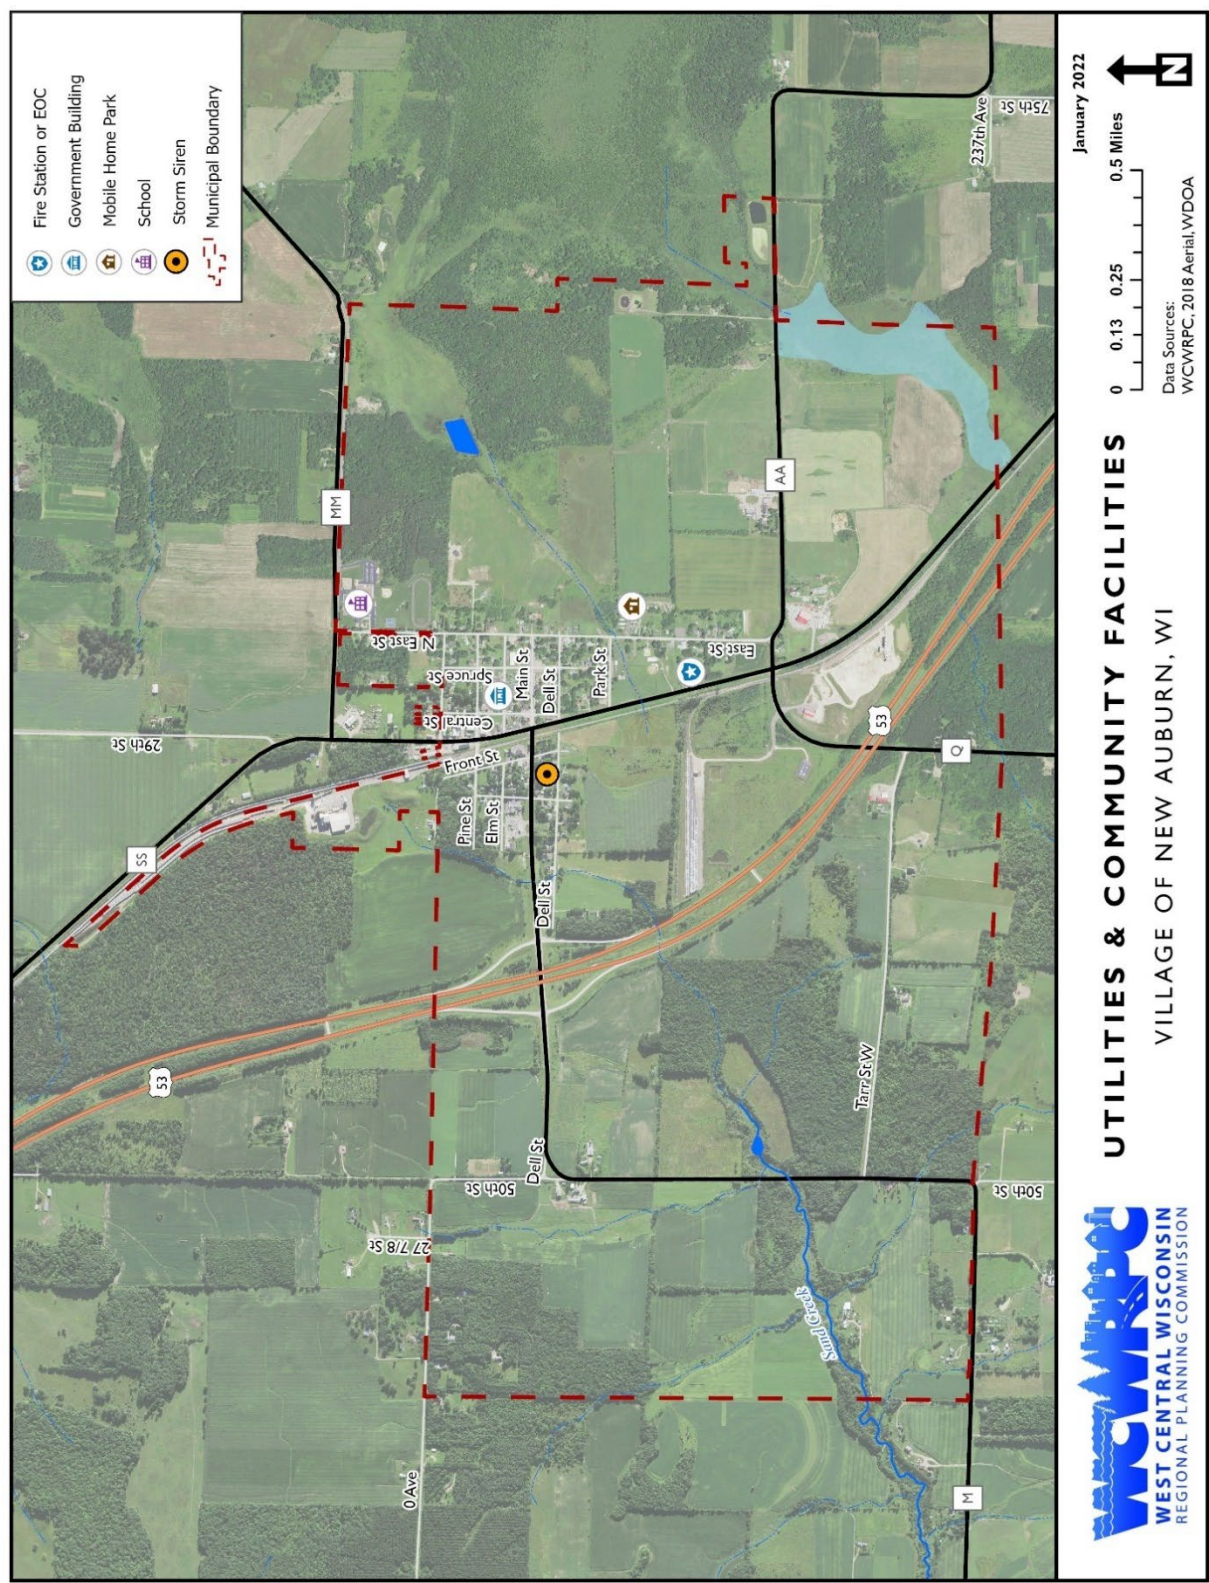 Fire Station or EOC
Government Building
Mobile Home Park
School
Storm Siren
Municipal Boundary
SS
29th St
MM
53
N East St
Central St
Spruce St
Front St
Pine St
Elm St
Main St
Dell St
Park St
East St
AA
237th Ave
75th St
Dell St
Dell St
50th St
27 7/8 St
0 Ave
53
Q
Tarr St W
50th St
Sand Creek
M
WCWRPC
WEST CENTRAL WISCONSIN
REGIONAL PLANNING COMMISSION
UTILITIES & COMMUNITY FACILITIES
VILLAGE OF NEW AUBURN, WI
January 2022
0 0.13 0.25 0.5 Miles
Data Sources:
WCWRPC, 2018 Aerial, WDOA
N